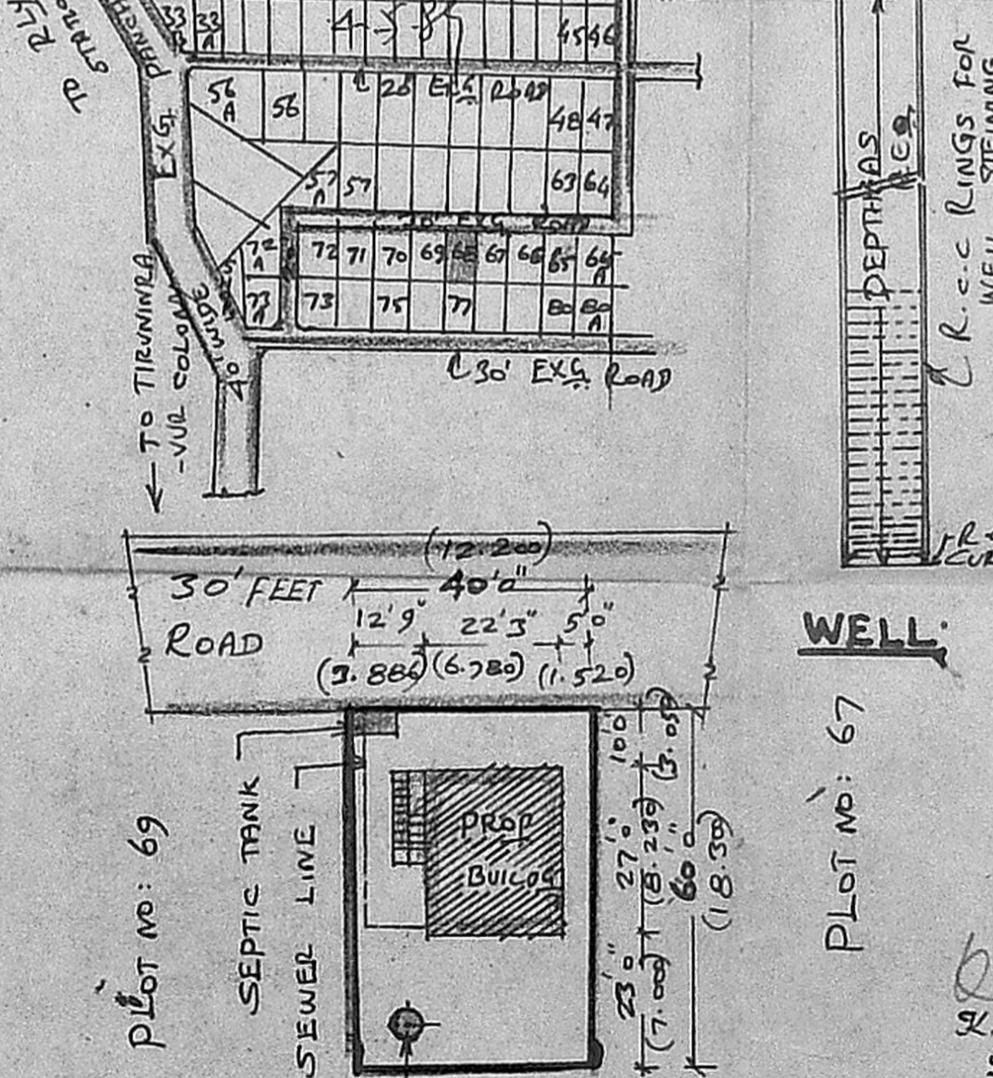 33
33
A
45 46
TO RLY
PANCH
EXG
56
A
56
20' EXG ROAD
48 47
57
A
57
63 64
EXG ROAD
72
A
72 71 70 69 68 67 66 65 64
A
73
A
73 75 77 80 80
A
40' WIDE
← TO TIRUNINRA
-VUR COLONY
℄ 30' EXG ROAD
DEPTH AS
R.C.C RINGS FOR
WELL STEINING
WELL.
(12.200)
30' FEET 40'0"
ROAD
12'9" 22'3" 5'0"
(3.886) (6.780) (1.520)
PLOT NO: 69
SEPTIC TANK
SEWER LINE
PROP
BUILDG
10'0"
(3.05)
27'0"
(8.230)
23'0"
(7.000)
60'0"
(18.30)
PLOT NO: 67